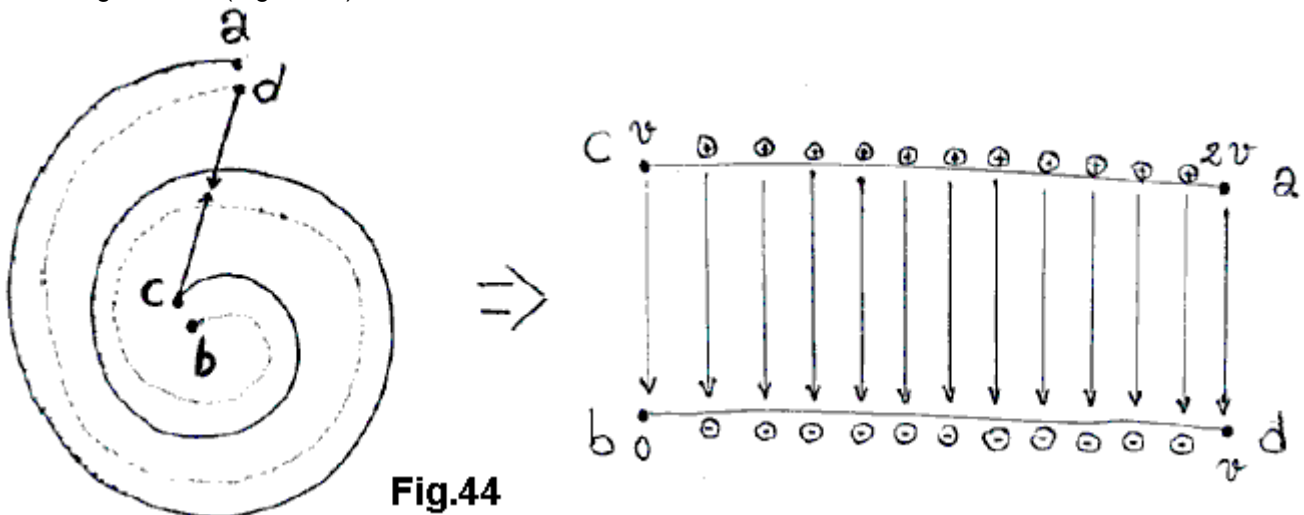 a
d
c
b
c v ⊕ ⊕ ⊕ ⊕ ⊕ ⊕ ⊕ ⊕ ⊕ ⊕ ⊕ 2v a
⇒
b 0 ⊖ ⊖ ⊖ ⊖ ⊖ ⊖ ⊖ ⊖ ⊖ ⊖ ⊖ v d
Fig.44